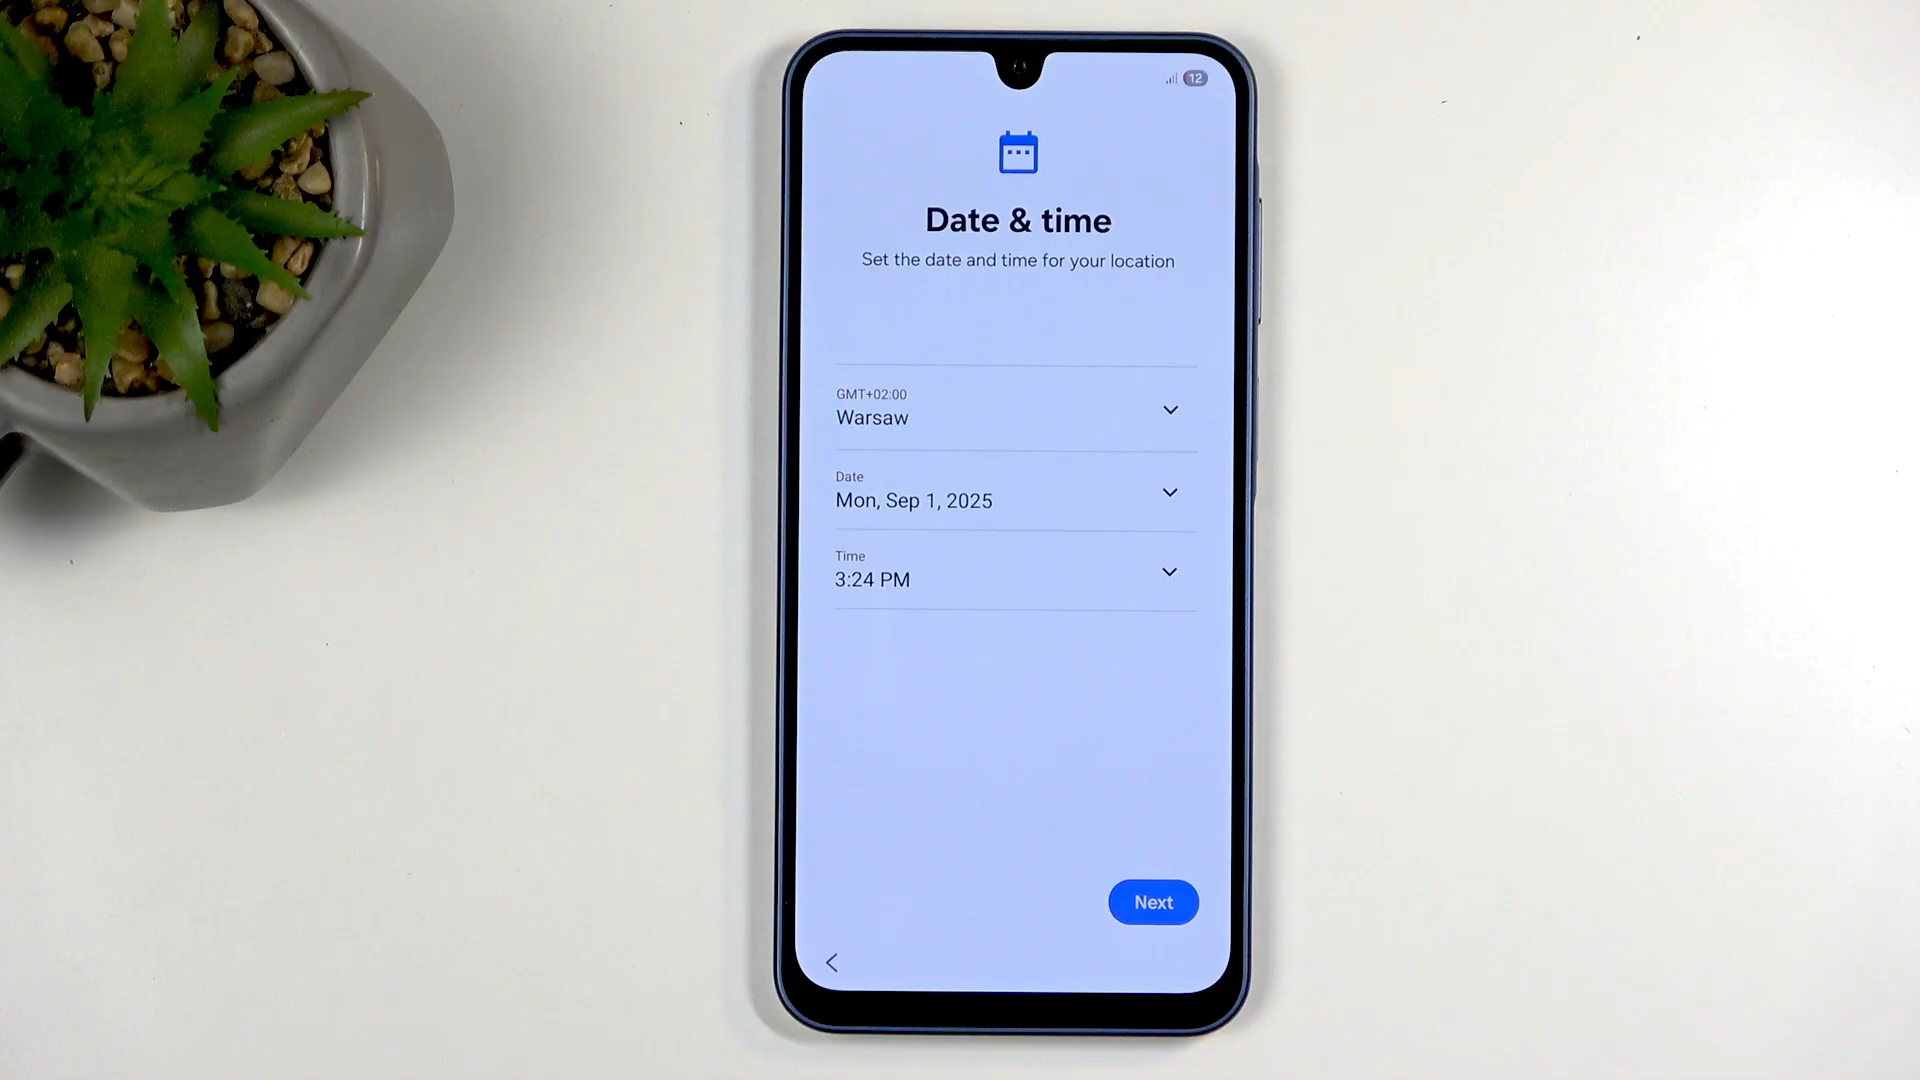 12
Date & time
Set the date and time for your location
GMT+02:00
Warsaw
Date
Mon, Sep 1, 2025
Time
3:24 PM
Next